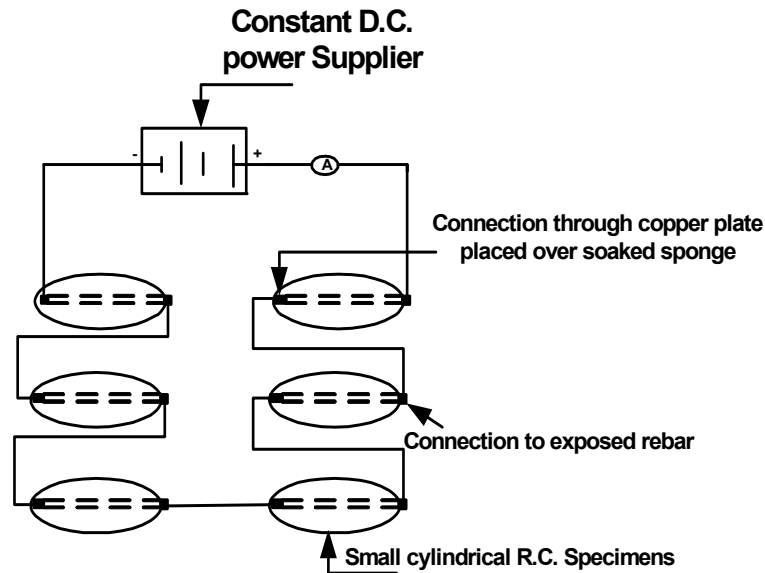 Constant D.C.
power Supplier
- +
A
Connection through copper plate
placed over soaked sponge
Connection to exposed rebar
Small cylindrical R.C. Specimens